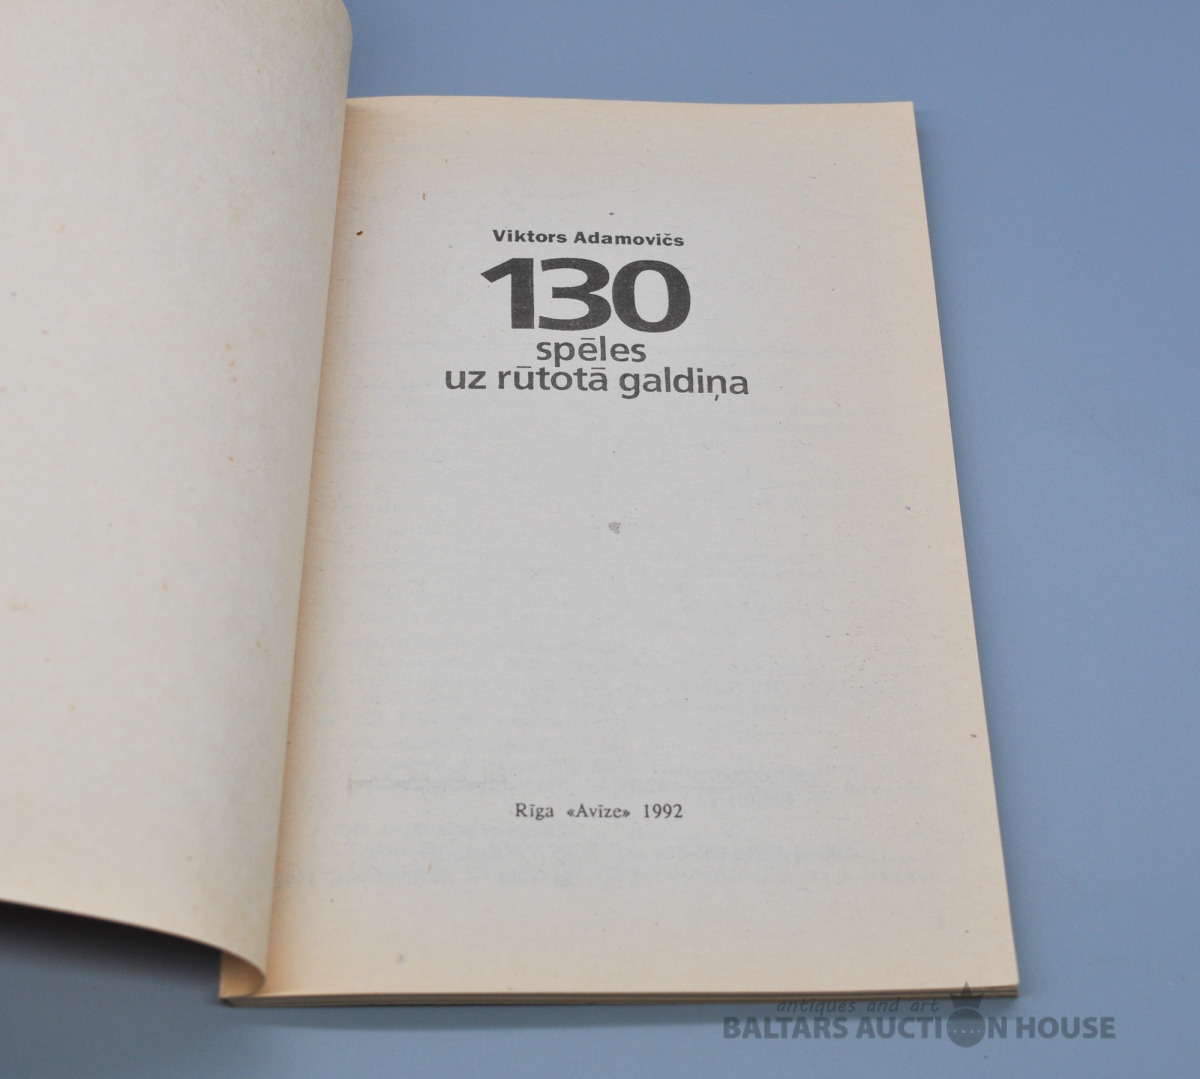 Viktors Adamovičs
130
spēles
uz rūtotā galdiņa
Rīga «Avīze» 1992
antiques and art
BALTARS AUCTION HOUSE